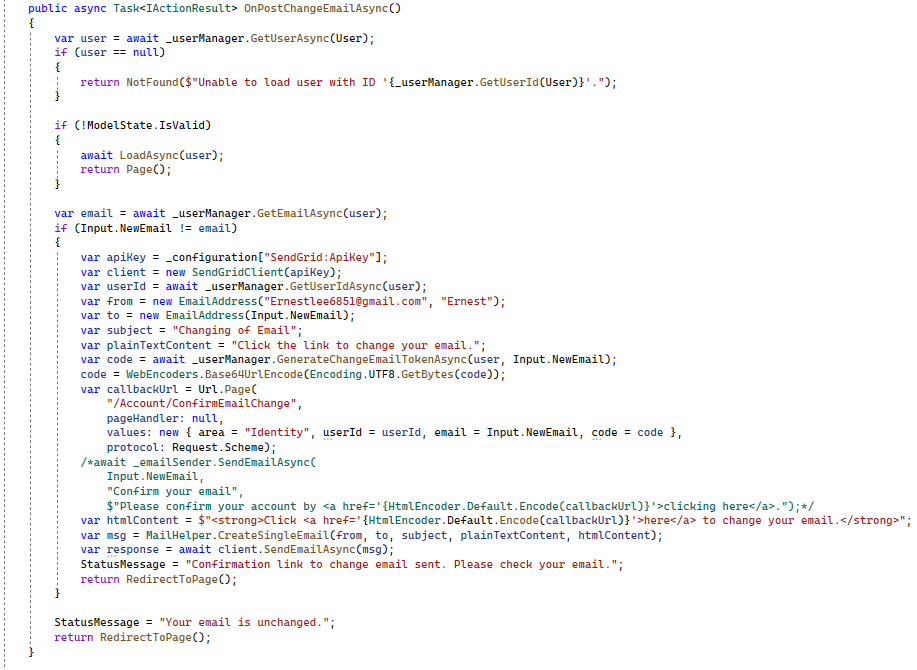 public async Task<IActionResult> OnPostChangeEmailAsync()
{
    var user = await _userManager.GetUserAsync(User);
    if (user == null)
    {
        return NotFound($"Unable to load user with ID '{_userManager.GetUserId(User)}'.");
    }

    if (!ModelState.IsValid)
    {
        await LoadAsync(user);
        return Page();
    }

    var email = await _userManager.GetEmailAsync(user);
    if (Input.NewEmail != email)
    {
        var apiKey = _configuration["SendGrid:ApiKey"];
        var client = new SendGridClient(apiKey);
        var userId = await _userManager.GetUserIdAsync(user);
        var from = new EmailAddress("Ernestlee6851@gmail.com", "Ernest");
        var to = new EmailAddress(Input.NewEmail);
        var subject = "Changing of Email";
        var plainTextContent = "Click the link to change your email.";
        var code = await _userManager.GenerateChangeEmailTokenAsync(user, Input.NewEmail);
        code = WebEncoders.Base64UrlEncode(Encoding.UTF8.GetBytes(code));
        var callbackUrl = Url.Page(
            "/Account/ConfirmEmailChange",
            pageHandler: null,
            values: new { area = "Identity", userId = userId, email = Input.NewEmail, code = code },
            protocol: Request.Scheme);
        /*await _emailSender.SendEmailAsync(
            Input.NewEmail,
            "Confirm your email",
            $"Please confirm your account by <a href='{HtmlEncoder.Default.Encode(callbackUrl)}'>clicking here</a>.");*/
        var htmlContent = $"<strong>Click <a href='{HtmlEncoder.Default.Encode(callbackUrl)}'>here</a> to change your email.</strong>";
        var msg = MailHelper.CreateSingleEmail(from, to, subject, plainTextContent, htmlContent);
        var response = await client.SendEmailAsync(msg);
        StatusMessage = "Confirmation link to change email sent. Please check your email.";
        return RedirectToPage();
    }

    StatusMessage = "Your email is unchanged.";
    return RedirectToPage();
}